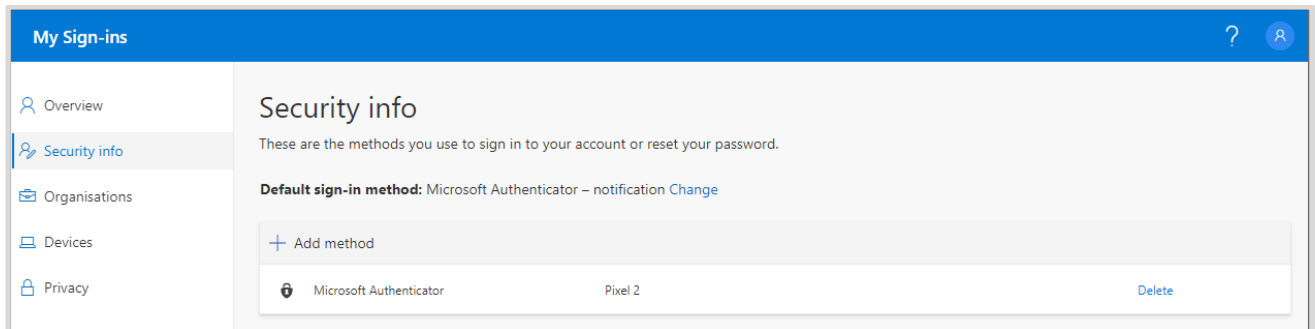 My Sign-ins ?
Overview
Security info
Organisations
Devices
Privacy
Security info
These are the methods you use to sign in to your account or reset your password.
Default sign-in method: Microsoft Authenticator – notification Change
+ Add method
Microsoft Authenticator Pixel 2 Delete